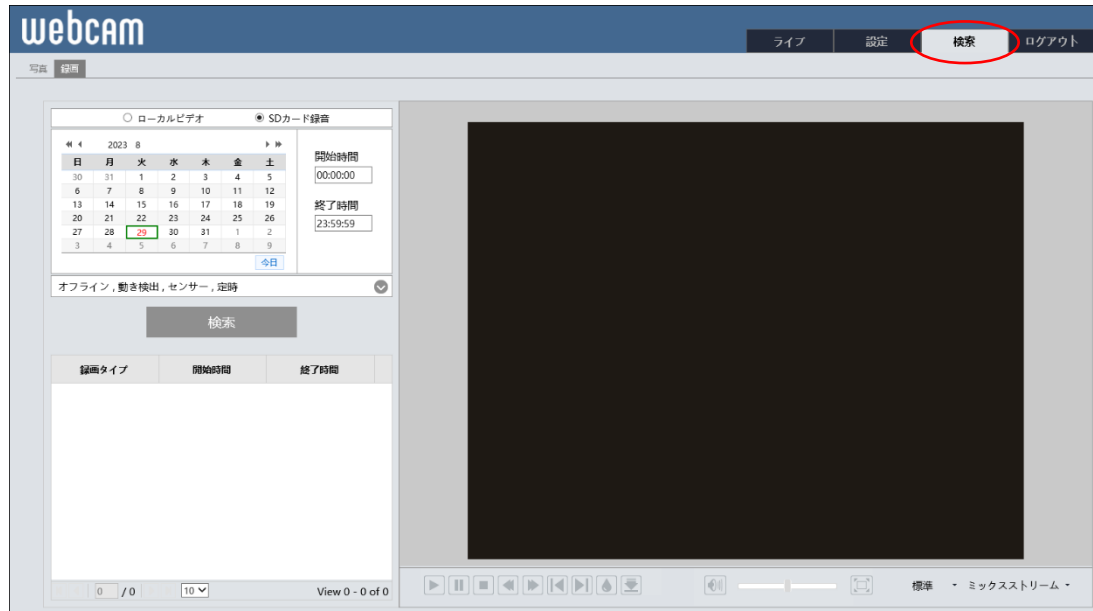 webcam
ライブ 設定 検索 ログアウト
写真 録画
ローカルビデオ SDカード録音
2023 8
日 月 火 水 木 金 土
30 31 1 2 3 4 5
6 7 8 9 10 11 12
13 14 15 16 17 18 19
20 21 22 23 24 25 26
27 28 29 30 31 1 2
3 4 5 6 7 8 9
今日
開始時間
00:00:00
終了時間
23:59:59
オフライン , 動き検出 , センサー , 定時
検索
録画タイプ 開始時間 終了時間
0 / 0 10 View 0 - 0 of 0
標準 ミックスストリーム